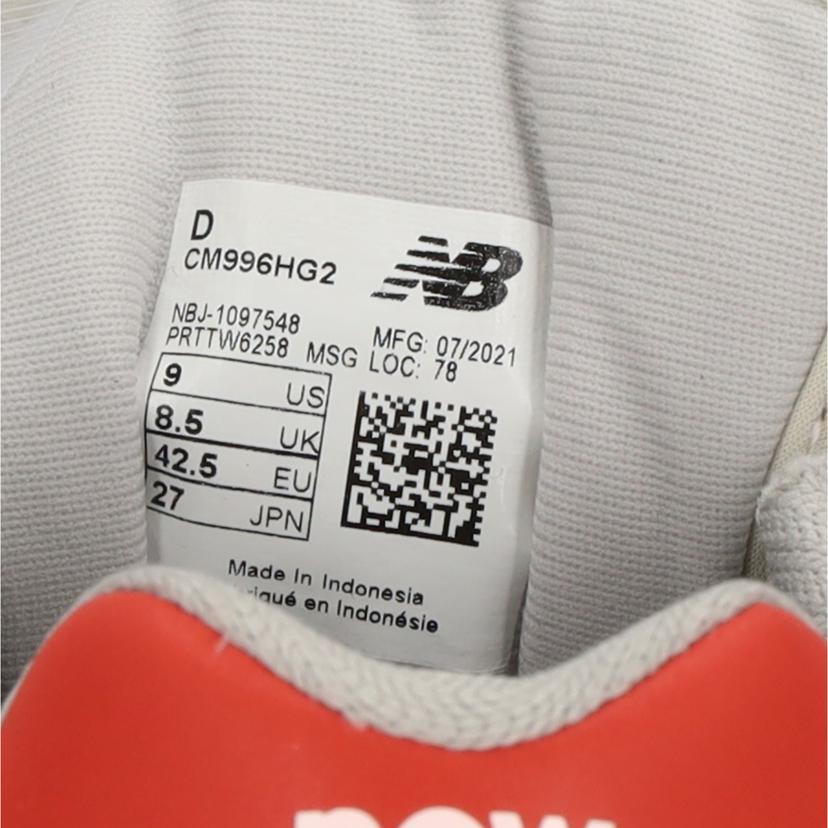 D
CM996HG2
NB
NBJ-1097548
PRTTW6258 MSG
MFG: 07/2021
LOC: 78
9 US
8.5 UK
42.5 EU
27 JPN
Made In Indonesia
en Indonésie